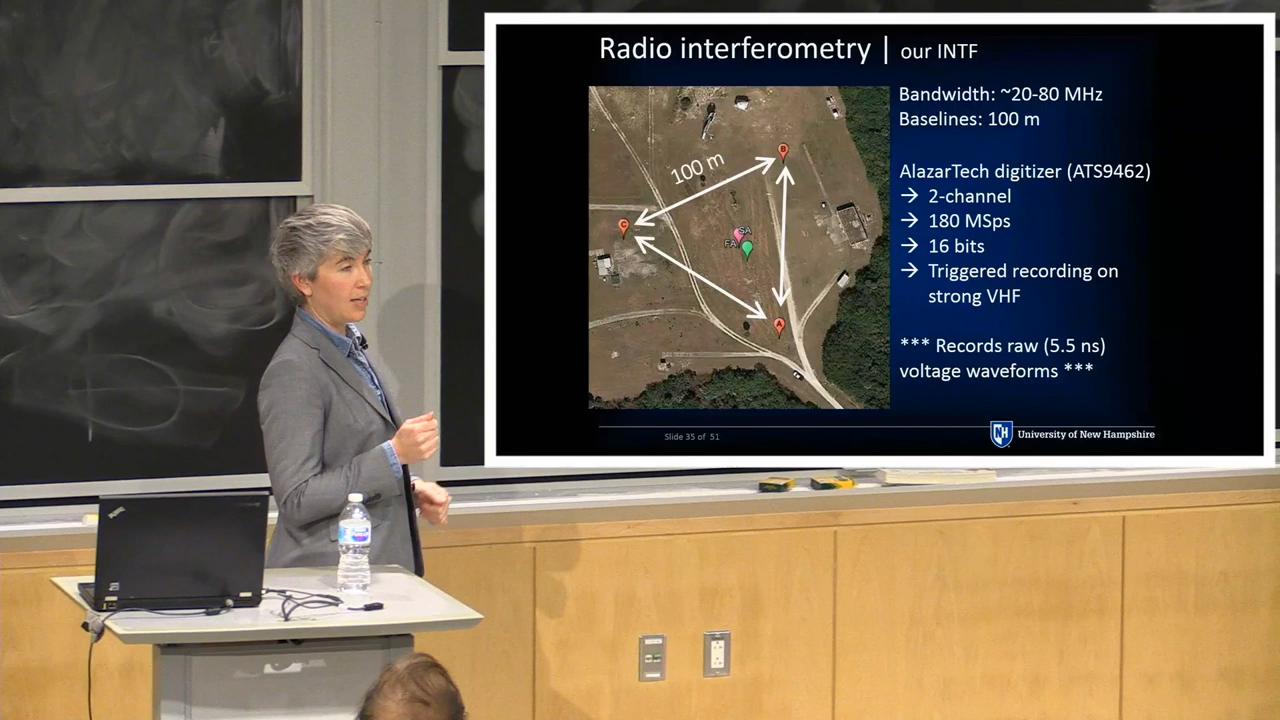 Radio interferometry | our INTF
Bandwidth: ~20-80 MHz
Baselines: 100 m
100 m
B
C
SA
FA
A
AlazarTech digitizer (ATS9462)
→ 2-channel
→ 180 MSps
→ 16 bits
→ Triggered recording on
strong VHF
*** Records raw (5.5 ns)
voltage waveforms ***
Slide 35 of 51
NH
University of New Hampshire